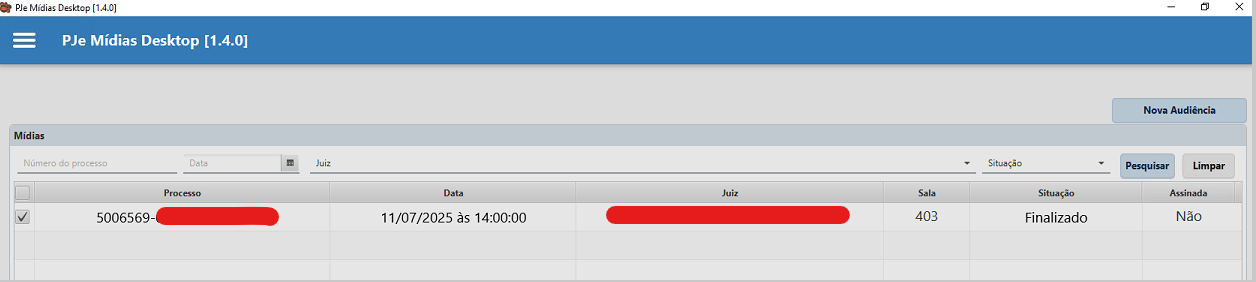 PJe Mídias Desktop [1.4.0]
PJe Mídias Desktop [1.4.0]
Nova Audiência
Mídias
Número do processo Data Juiz Situação Pesquisar Limpar
Processo Data Juiz Sala Situação Assinada
5006569- 11/07/2025 às 14:00:00 403 Finalizado Não